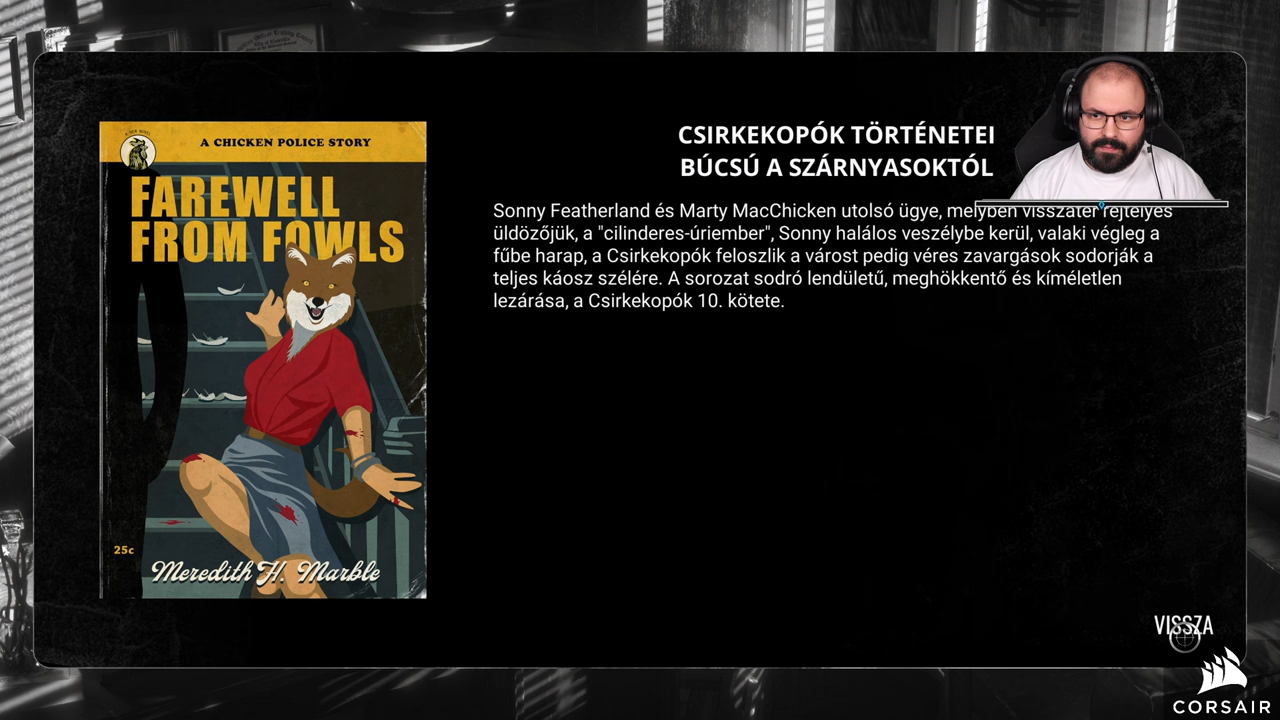 A CHICKEN POLICE STORY
FAREWELL
FROM FOWLS
25c
Meredith H. Marble
CSIRKEKOPÓK TÖRTÉNETEI
BÚCSÚ A SZÁRNYASOKTÓL
Sonny Featherland és Marty MacChicken utolsó ügye, melyben visszatér rejtélyes
üldözőjük, a "cilinderes-úriember", Sonny halálos veszélybe kerül, valaki végleg a
fűbe harap, a Csirkekopók feloszlik a várost pedig véres zavargások sodorják a
teljes káosz szélére. A sorozat sodró lendületű, meghökkentő és kíméletlen
lezárása, a Csirkekopók 10. kötete.
VISSZA
CORSAIR